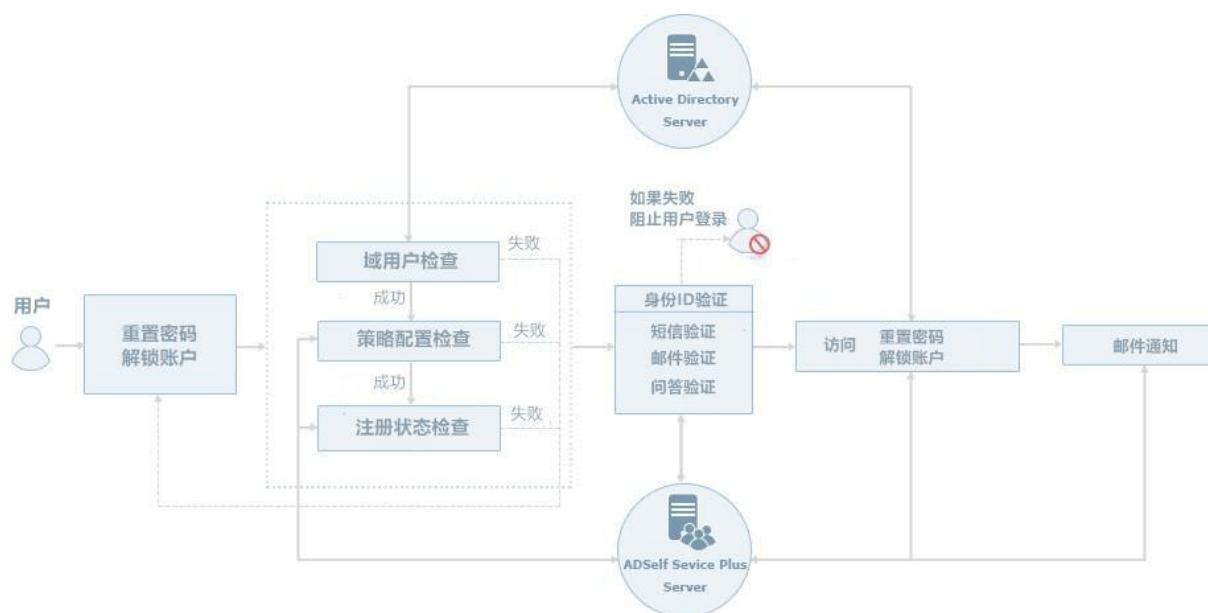 Active Directory
Server
如果失败
阻止用户登录
域用户检查
失败
成功
用户
重置密码
解锁账户
策略配置检查
失败
成功
注册状态检查
失败
身份ID验证
短信验证
邮件验证
问答验证
访问
重置密码
解锁账户
邮件通知
ADSelf Sevice Plus
Server